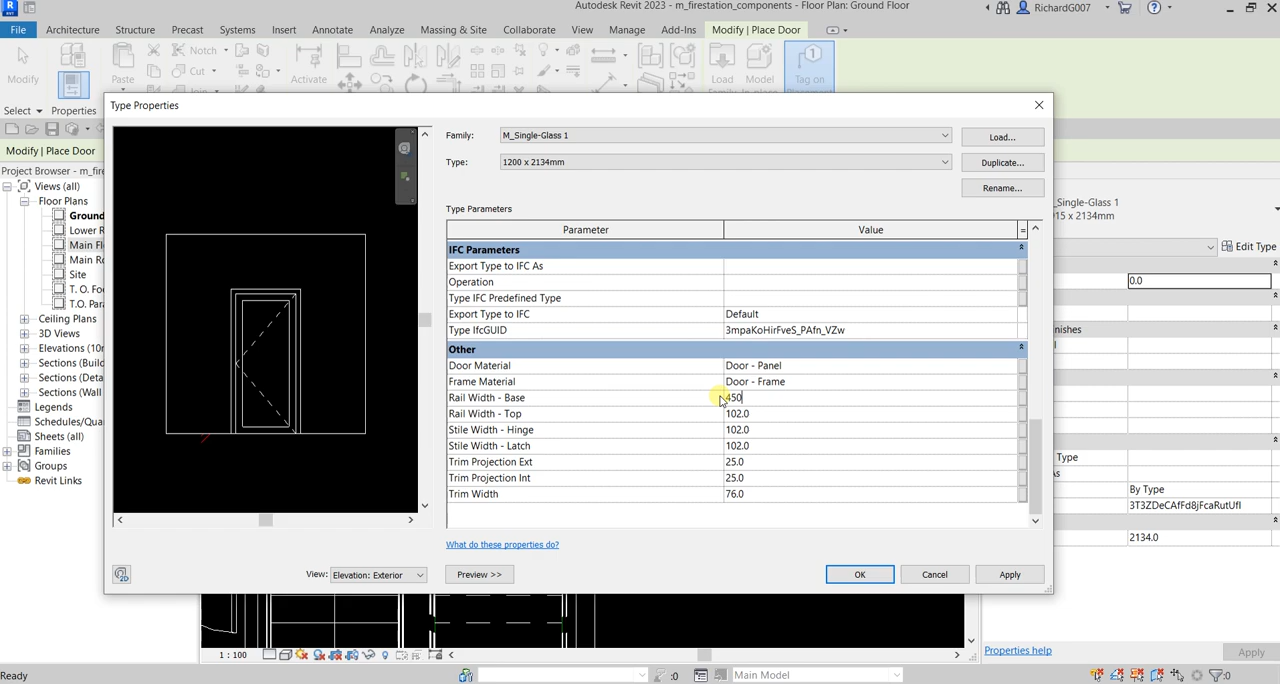 Autodesk Revit 2023 - m_firestation_components - Floor Plan: Ground Floor
RichardG007
File Architecture Structure Precast Systems Insert Annotate Analyze Massing & Site Collaborate View Manage Add-Ins Modify | Place Door
Notch
Cut
Modify Paste Activate Load Model Tag on
Select Properties
Type Properties
Modify | Place Door
Project Browser - m_fire
Views (all)
Floor Plans
Ground
Lower R
Main Fl
Main Ro
Site
T. O. Fo
T.O. Par
Ceiling Plans
3D Views
Elevations (10
Sections (Build
Sections (Deta
Sections (Wall
Legends
Schedules/Qua
Sheets (all)
Families
Groups
Revit Links
Family: M_Single-Glass 1 Load...
Type: 1200 x 2134mm Duplicate...
Rename...
Type Parameters
Parameter Value =
IFC Parameters
Export Type to IFC As
Operation
Type IFC Predefined Type
Export Type to IFC Default
Type IfcGUID 3mpaKoHirFveS_PAfn_VZw
Other
Door Material Door - Panel
Frame Material Door - Frame
Rail Width - Base 450
Rail Width - Top 102.0
Stile Width - Hinge 102.0
Stile Width - Latch 102.0
Trim Projection Ext 25.0
Trim Projection Int 25.0
Trim Width 76.0
What do these properties do?
View: Elevation: Exterior Preview >> OK Cancel Apply
_Single-Glass 1
15 x 2134mm
Edit Type
0.0
nishes
Type
As
By Type
3T3ZDeCAfFd8jFcaRutUfI
2134.0
Properties help Apply
1 : 100
Ready :0 Main Model :0